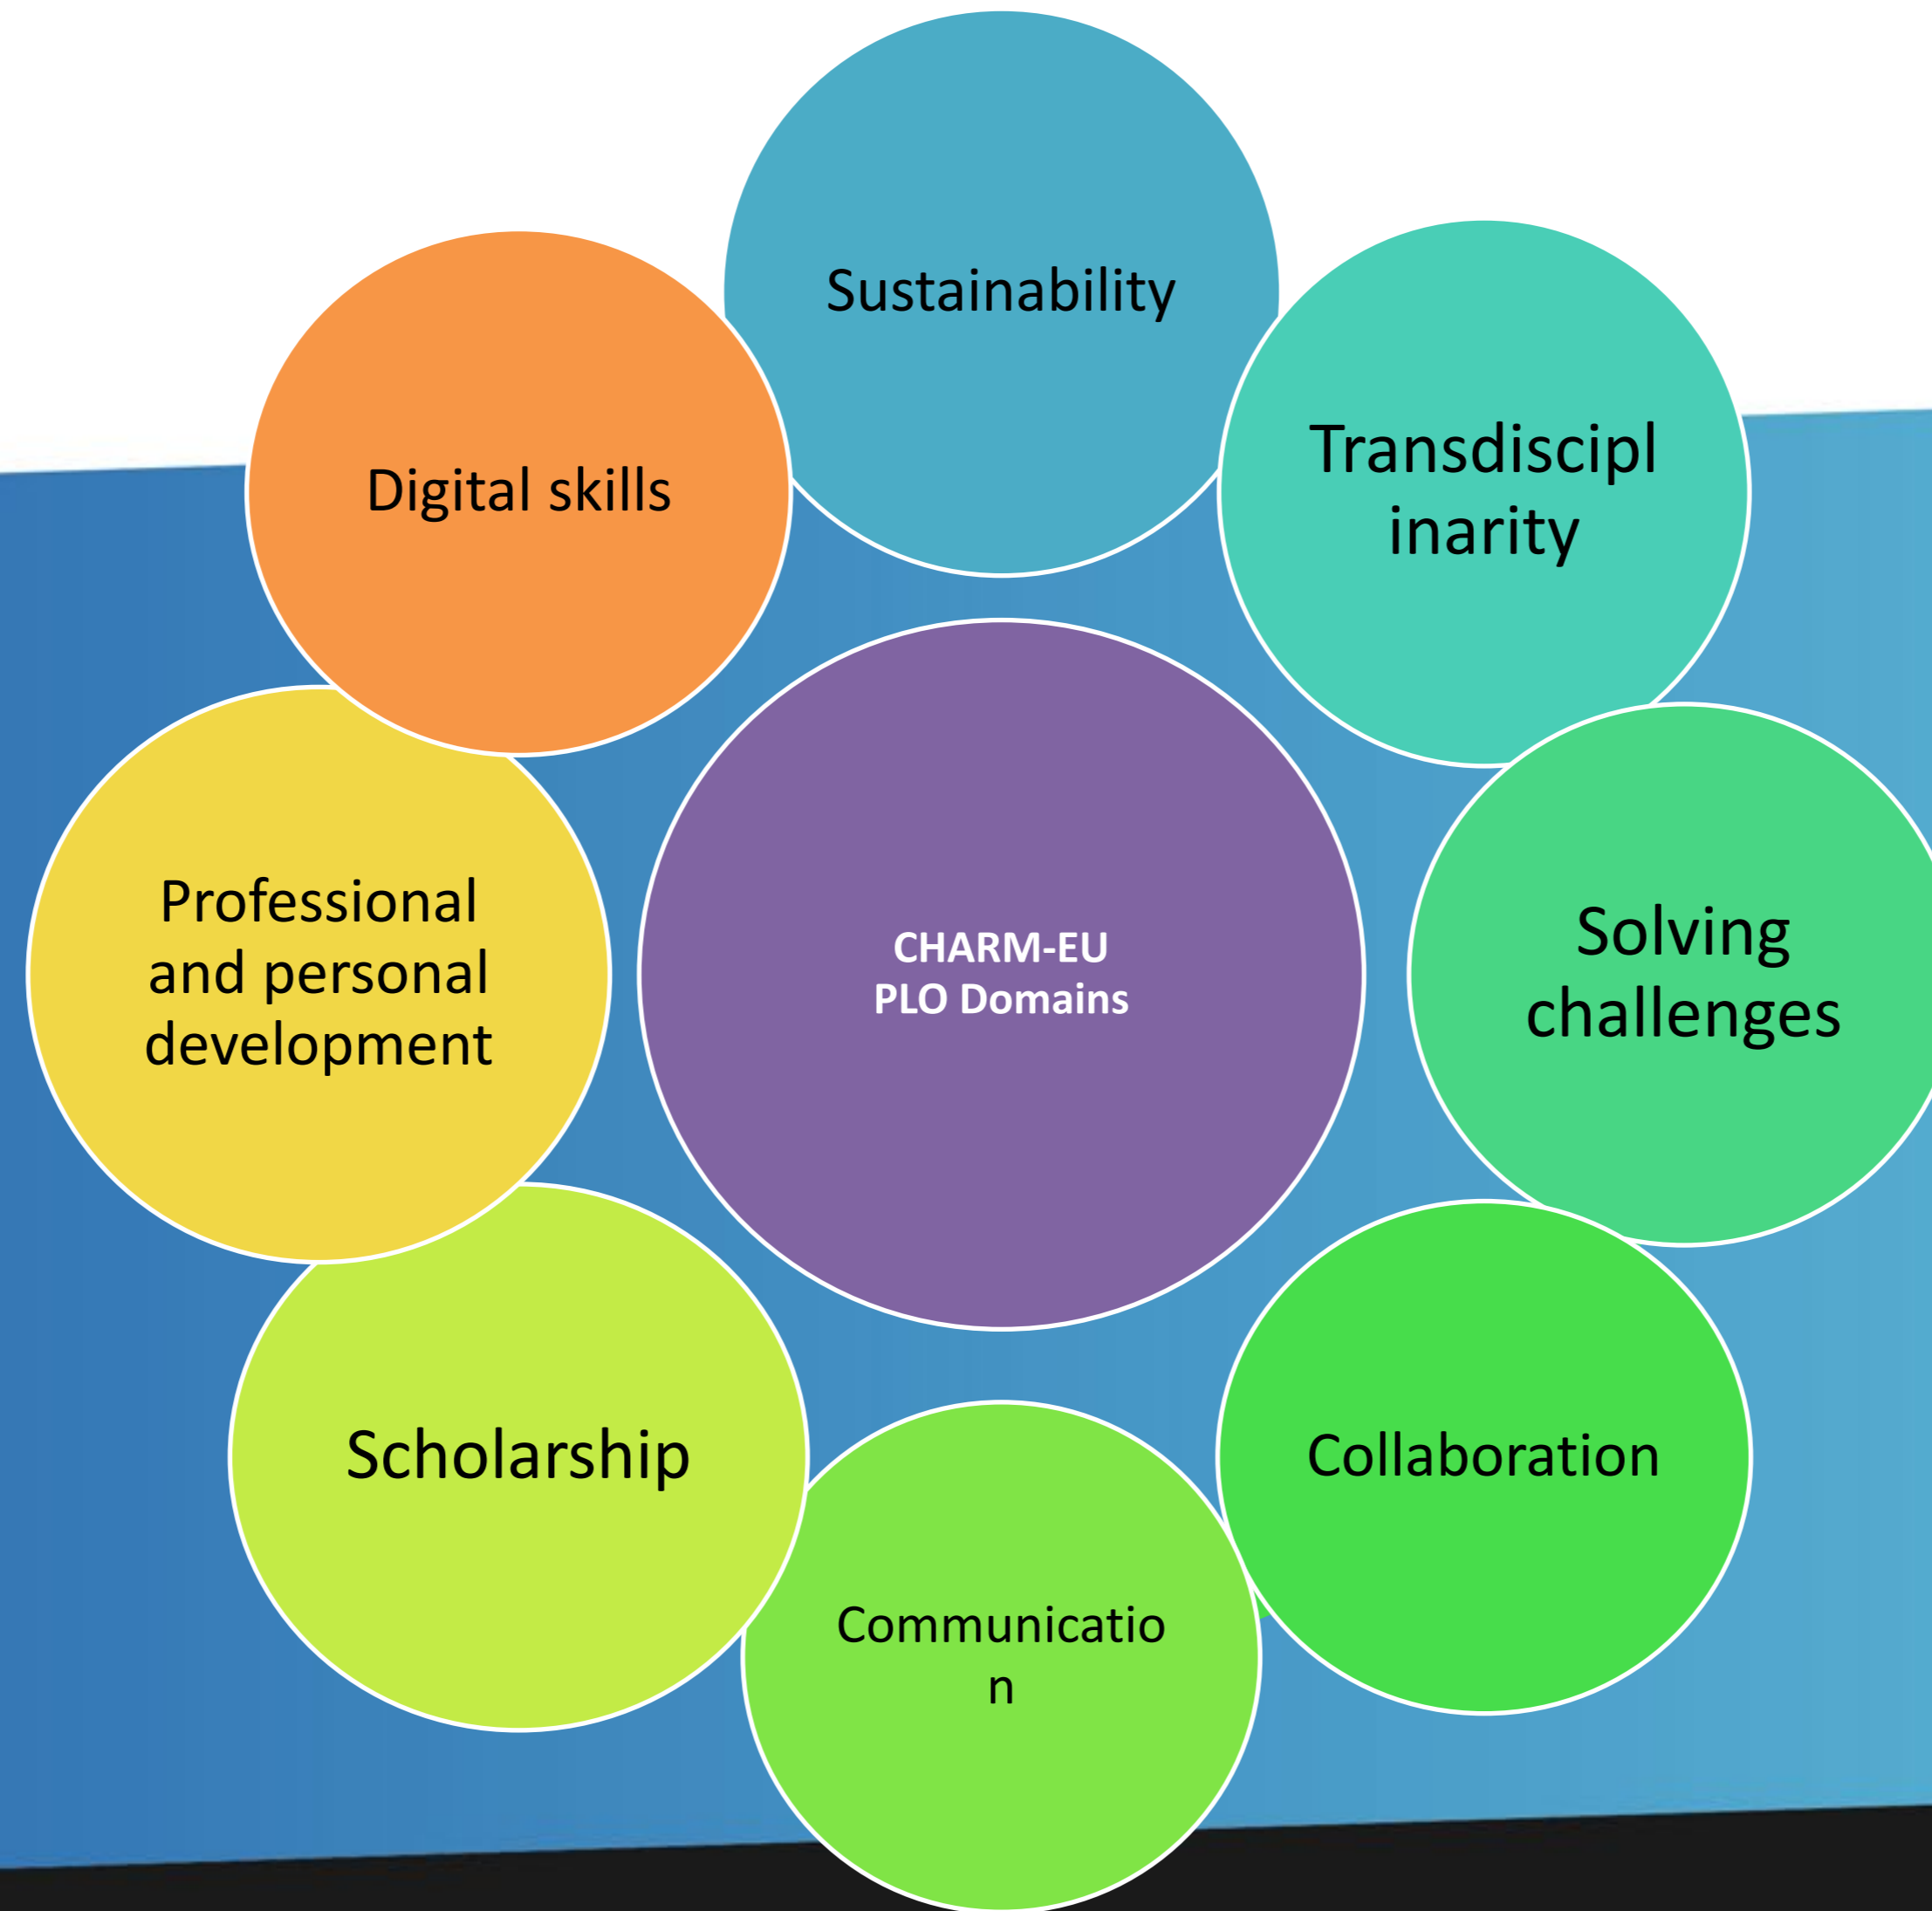 Sustainability
Transdiscipl
inarity
Solving
challenges
Collaboration
Communicatio
n
Scholarship
Professional
and personal
development
Digital skills
CHARM-EU
PLO Domains